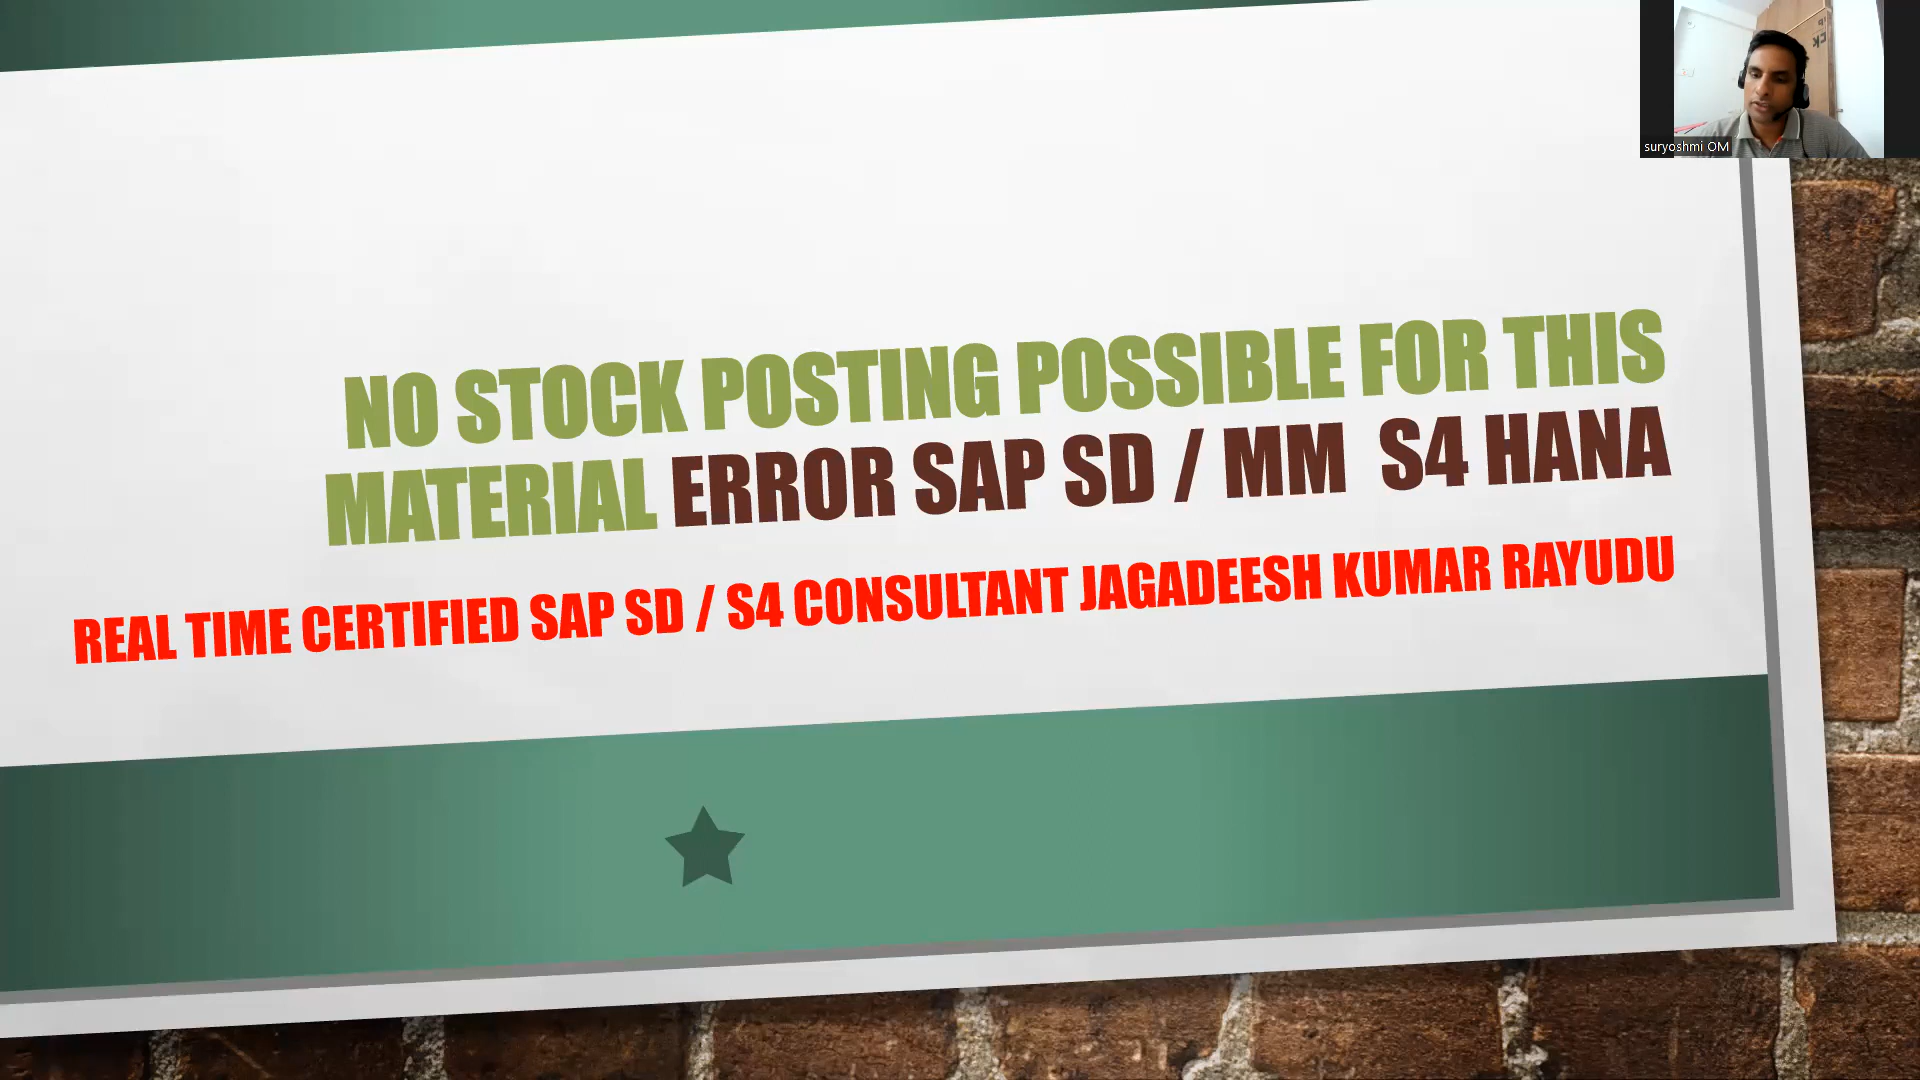 suryoshmi OM
NO STOCK POSTING POSSIBLE FOR THIS
MATERIAL ERROR SAP SD / MM S4 HANA
REAL TIME CERTIFIED SAP SD / S4 CONSULTANT JAGADEESH KUMAR RAYUDU